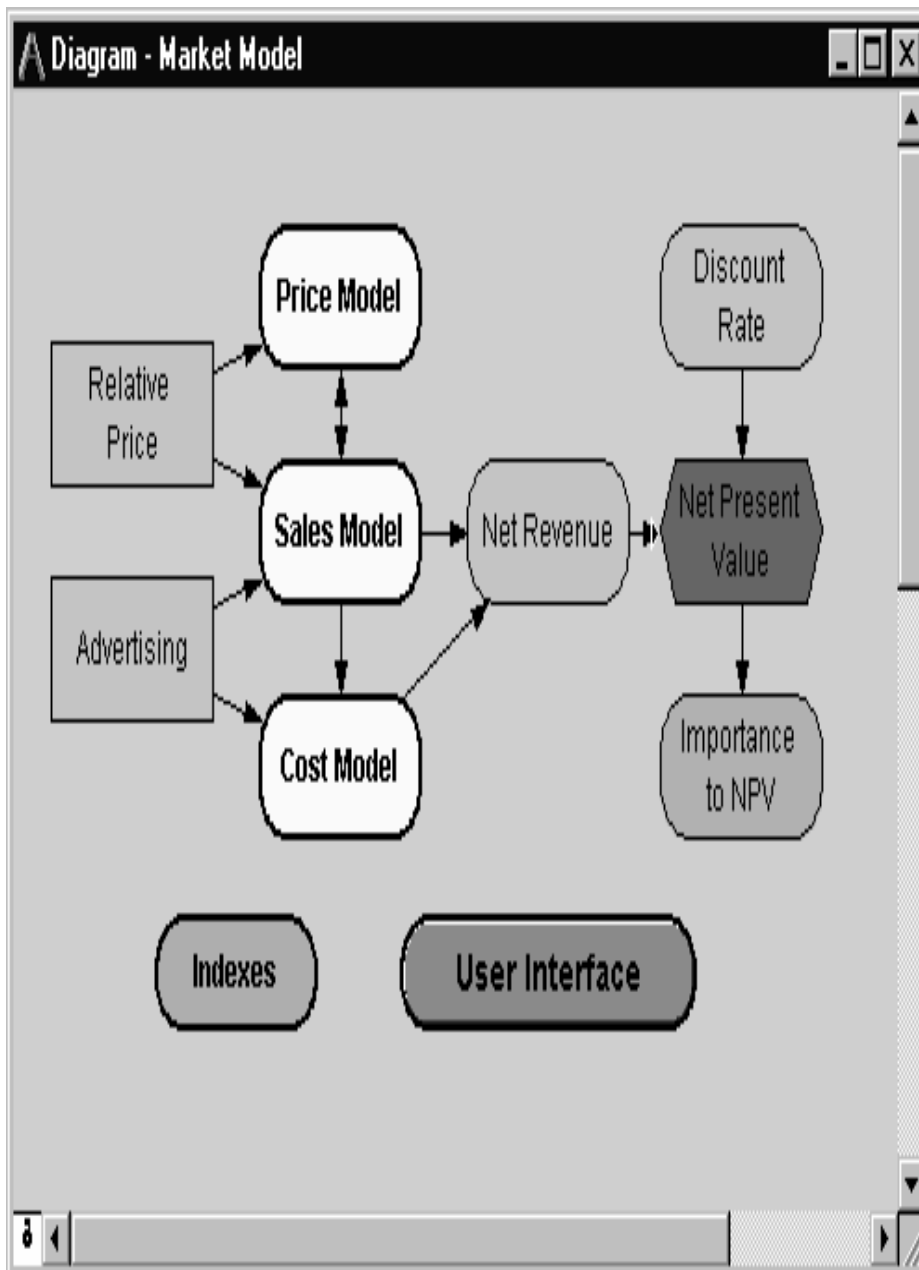 Diagram - Market Model
Price Model
Discount
Rate
Relative
Price
Sales Model
Net Revenue
Net Present
Value
Advertising
Cost Model
Importance
to NPV
Indexes
User Interface